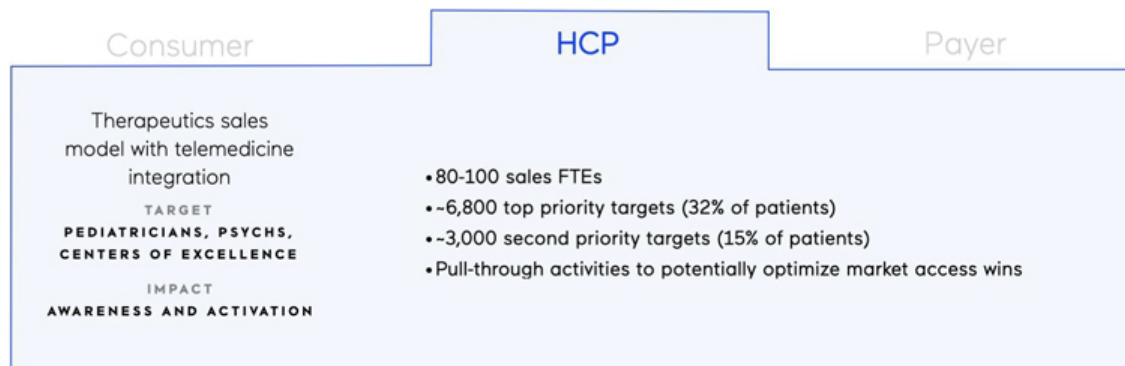 Consumer
HCP
Payer
Therapeutics sales
model with telemedicine
integration
TARGET
PEDIATRICIANS, PSYCHS,
CENTERS OF EXCELLENCE
IMPACT
AWARENESS AND ACTIVATION
•80-100 sales FTEs
•~6,800 top priority targets (32% of patients)
•~3,000 second priority targets (15% of patients)
•Pull-through activities to potentially optimize market access wins